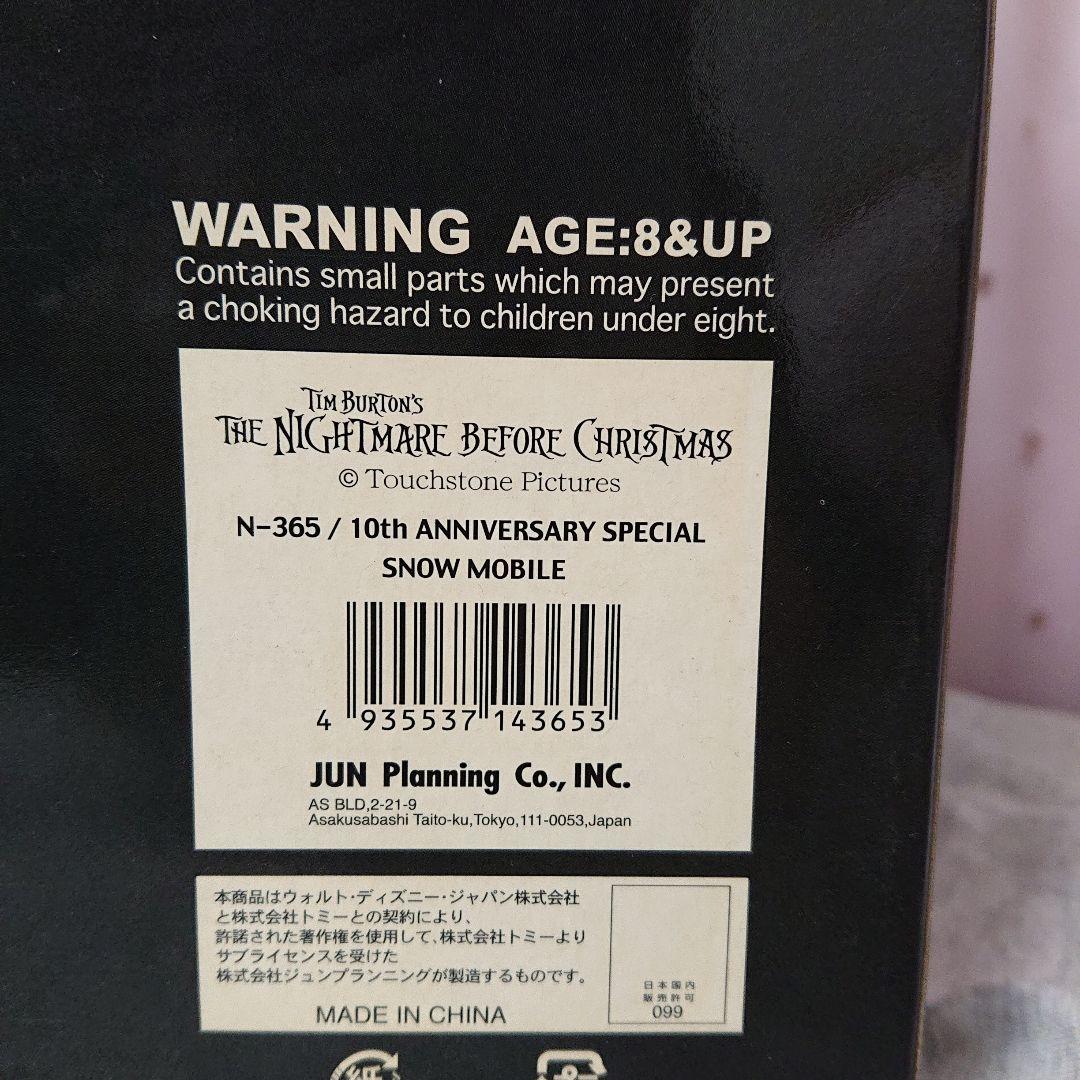 WARNING AGE:8&UP
Contains small parts which may present
a choking hazard to children under eight.
TIM BURTON'S
THE NIGHTMARE BEFORE CHRISTMAS
© Touchstone Pictures
N-365 / 10th ANNIVERSARY SPECIAL
SNOW MOBILE
4 935537 143653
JUN Planning Co., INC.
AS BLD,2-21-9
Asakusabashi Taito-ku,Tokyo,111-0053,Japan
本商品はウォルト・ディズニー・ジャパン株式会社
と株式会社トミーとの契約により、
許諾された著作権を使用して、株式会社トミーより
サブライセンスを受けた
株式会社ジュンプランニングが製造するものです。
MADE IN CHINA
日本国内
販売許可
099
紙